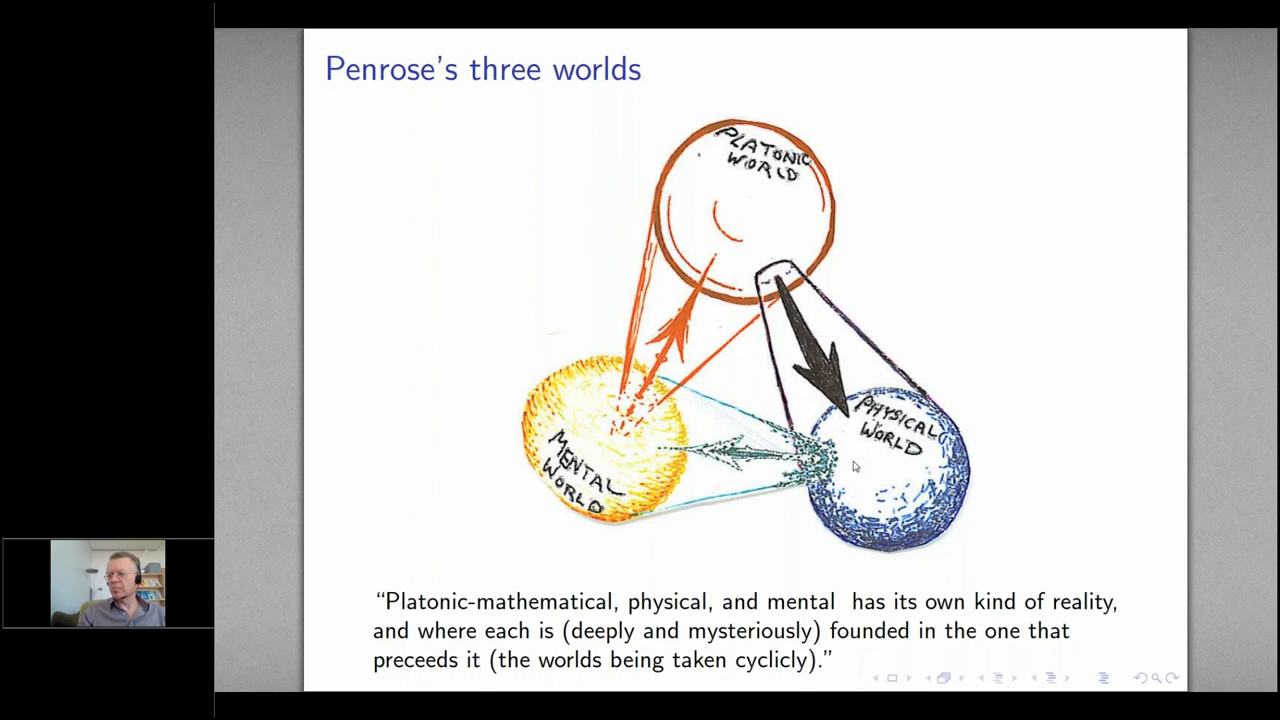 Penrose's three worlds
PLATONIC
WORLD
PHYSICAL
WORLD
MENTAL
WORLD
“Platonic-mathematical, physical, and mental has its own kind of reality,
and where each is (deeply and mysteriously) founded in the one that
preceeds it (the worlds being taken cyclicly).”